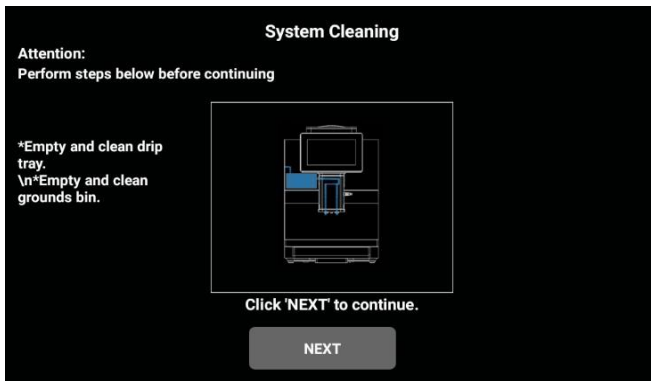 System Cleaning
Attention:
Perform steps below before continuing
*Empty and clean drip
tray.
\n*Empty and clean
grounds bin.
Click 'NEXT' to continue.
NEXT